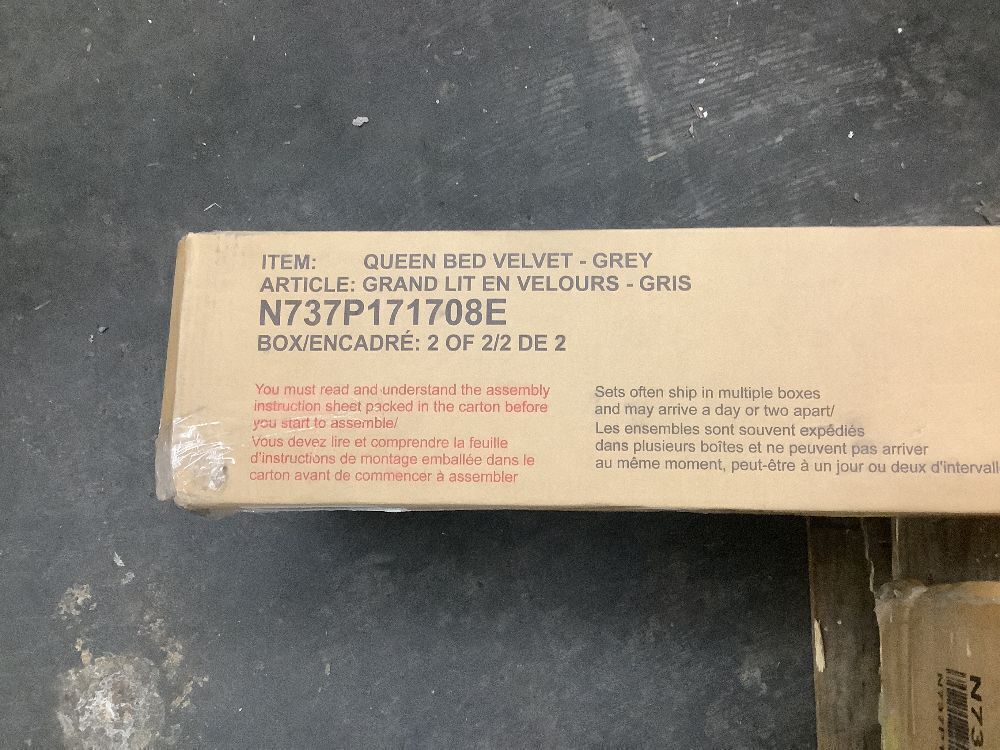 ITEM: QUEEN BED VELVET - GREY
ARTICLE: GRAND LIT EN VELOURS - GRIS
N737P171708E
BOX/ENCADRÉ: 2 OF 2/2 DE 2
You must read and understand the assembly
instruction sheet packed in the carton before
you start to assemble/
Vous devez lire et comprendre la feuille
d'instructions de montage emballée dans le
carton avant de commencer à assembler
Sets often ship in multiple boxes
and may arrive a day or two apart/
Les ensembles sont souvent expédiés
dans plusieurs boîtes et ne peuvent pas arriver
au même moment, peut-être à un jour ou deux d'intervall
N73
N737P